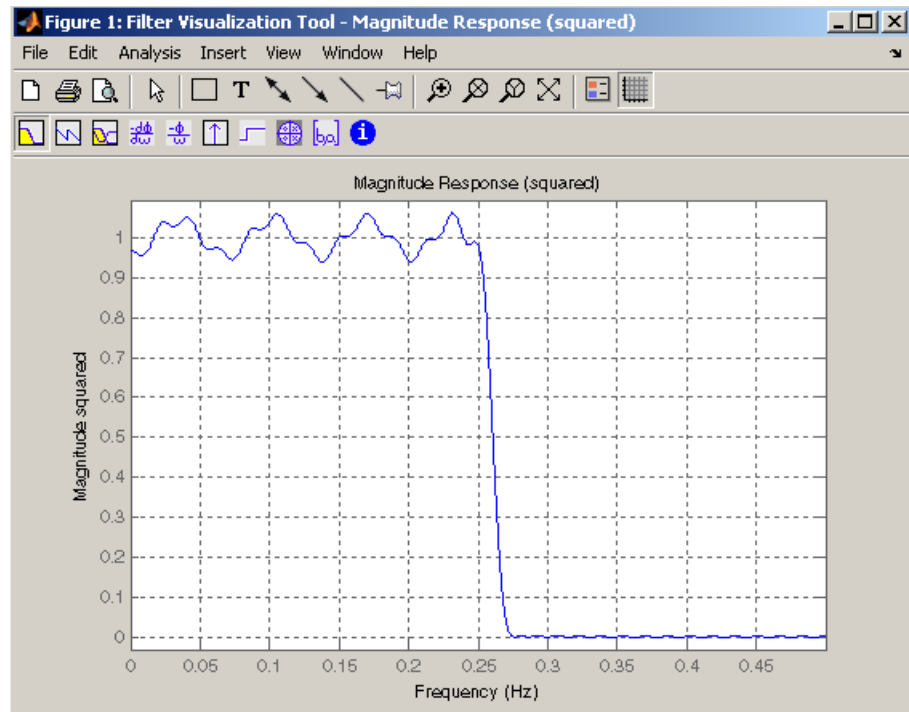 Figure 1: Filter Visualization Tool - Magnitude Response (squared)
File Edit Analysis Insert View Window Help
T
[b,a] i
Magnitude Response (squared)
1
0.9
0.8
0.7
0.6
0.5
0.4
0.3
0.2
0.1
0
Magnitude squared
0 0.05 0.1 0.15 0.2 0.25 0.3 0.35 0.4 0.45
Frequency (Hz)